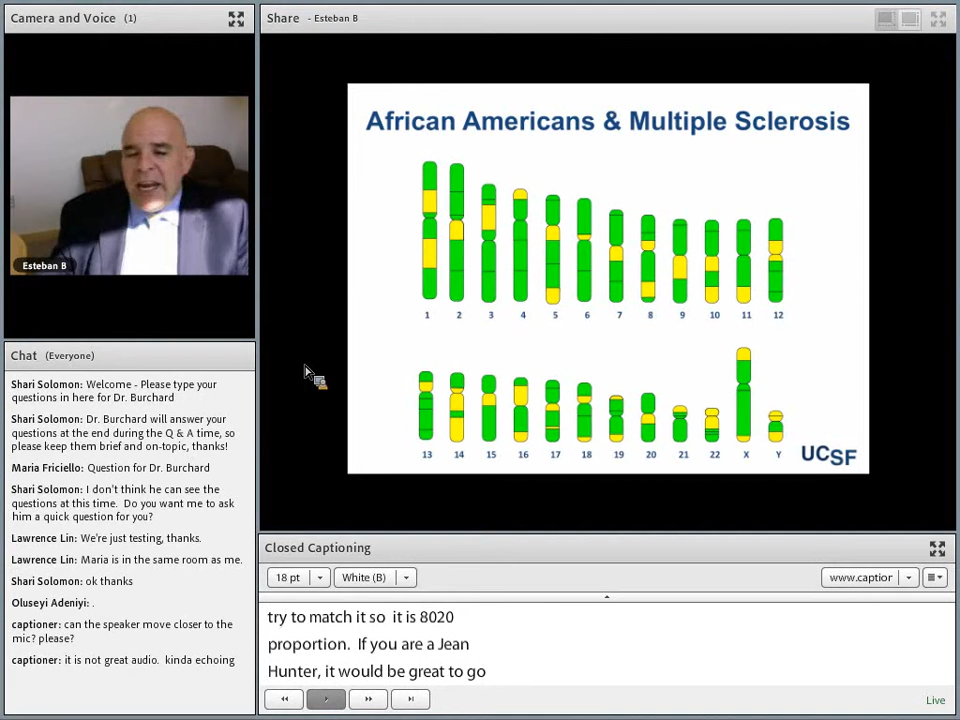 Camera and Voice (1)
Esteban B
Chat (Everyone)
Shari Solomon: Welcome - Please type your
questions in here for Dr. Burchard
Shari Solomon: Dr. Burchard will answer your
questions at the end during the Q & A time, so
please keep them brief and on-topic, thanks!
Maria Friciello: Question for Dr. Burchard
Shari Solomon: I don't think he can see the
questions at this time. Do you want me to ask
him a quick question for you?
Lawrence Lin: We're just testing, thanks.
Lawrence Lin: Maria is in the same room as me.
Shari Solomon: ok thanks
Oluseyi Adeniyi: .
captioner: can the speaker move closer to the
mic? please?
captioner: it is not great audio. kinda echoing
Share - Esteban B
African Americans & Multiple Sclerosis
1 2 3 4 5 6 7 8 9 10 11 12
13 14 15 16 17 18 19 20 21 22 X Y
UCSF
Closed Captioning
18 pt White (B) www.caption
try to match it so it is 8020
proportion. If you are a Jean
Hunter, it would be great to go
Live